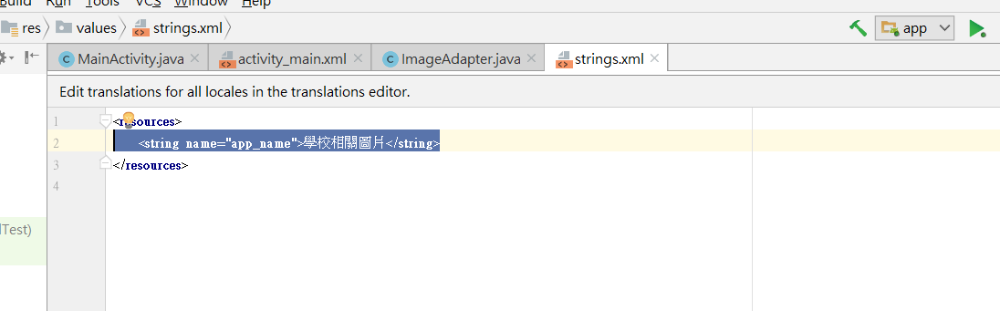 Build Run Tools VCS Window Help
res values strings.xml app
MainActivity.java activity_main.xml ImageAdapter.java strings.xml
Edit translations for all locales in the translations editor.
1 <resources>
2 <string name="app_name">學校相關圖片</string>
3 </resources>
4
lTest)